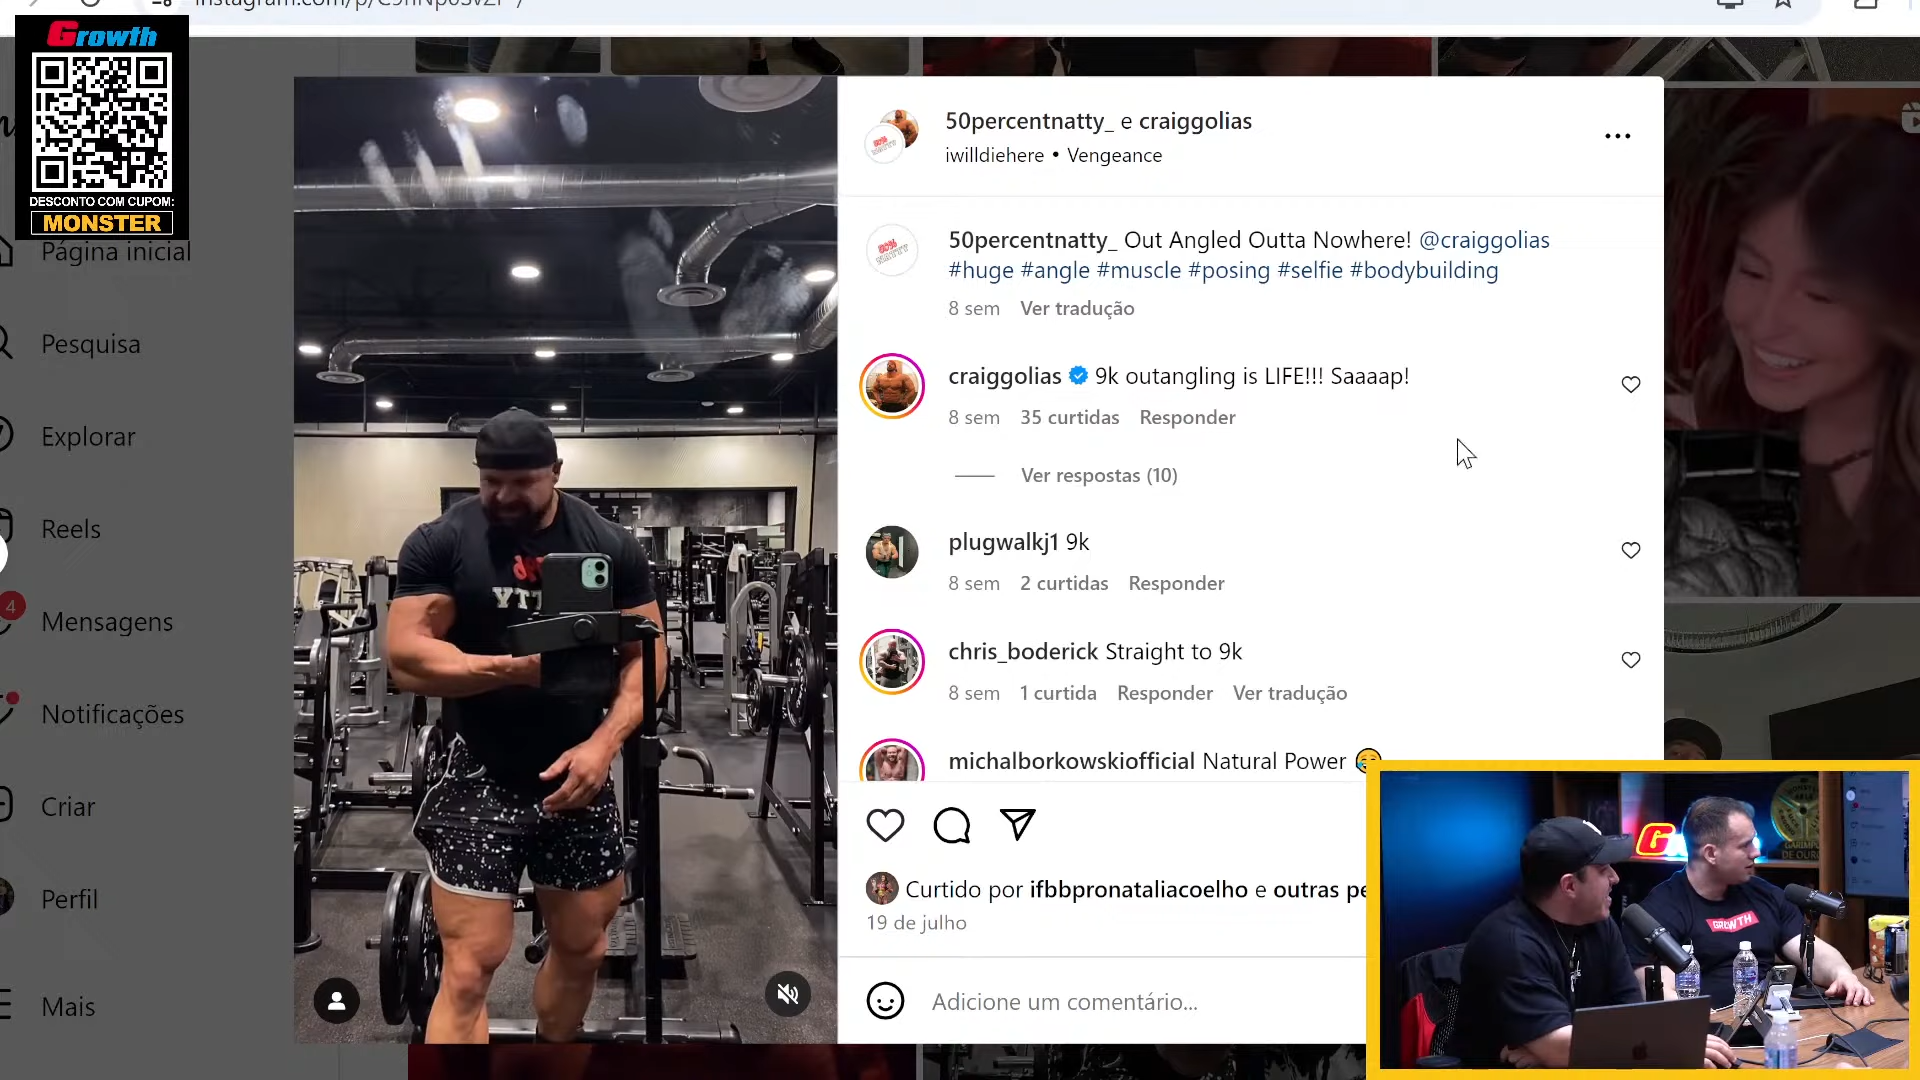 Growth
DESCONTO COM CUPOM:
MONSTER
Página inicial
Pesquisa
Explorar
Reels
4
Mensagens
Notificações
Criar
Perfil
Mais
50percentnatty_ e craiggolias
iwilldiehere • Vengeance
50percentnatty_ Out Angled Outta Nowhere! @craiggolias
#huge #angle #muscle #posing #selfie #bodybuilding
8 sem Ver tradução
craiggolias 9k outangling is LIFE!!! Saaaap!
8 sem 35 curtidas Responder
Ver respostas (10)
plugwalkj1 9k
8 sem 2 curtidas Responder
chris_boderick Straight to 9k
8 sem 1 curtida Responder Ver tradução
michalborkowskiofficial Natural Power 😂
Curtido por ifbbpronataliacoelho e outras pe
19 de julho
Adicione um comentário...
G
GROWTH